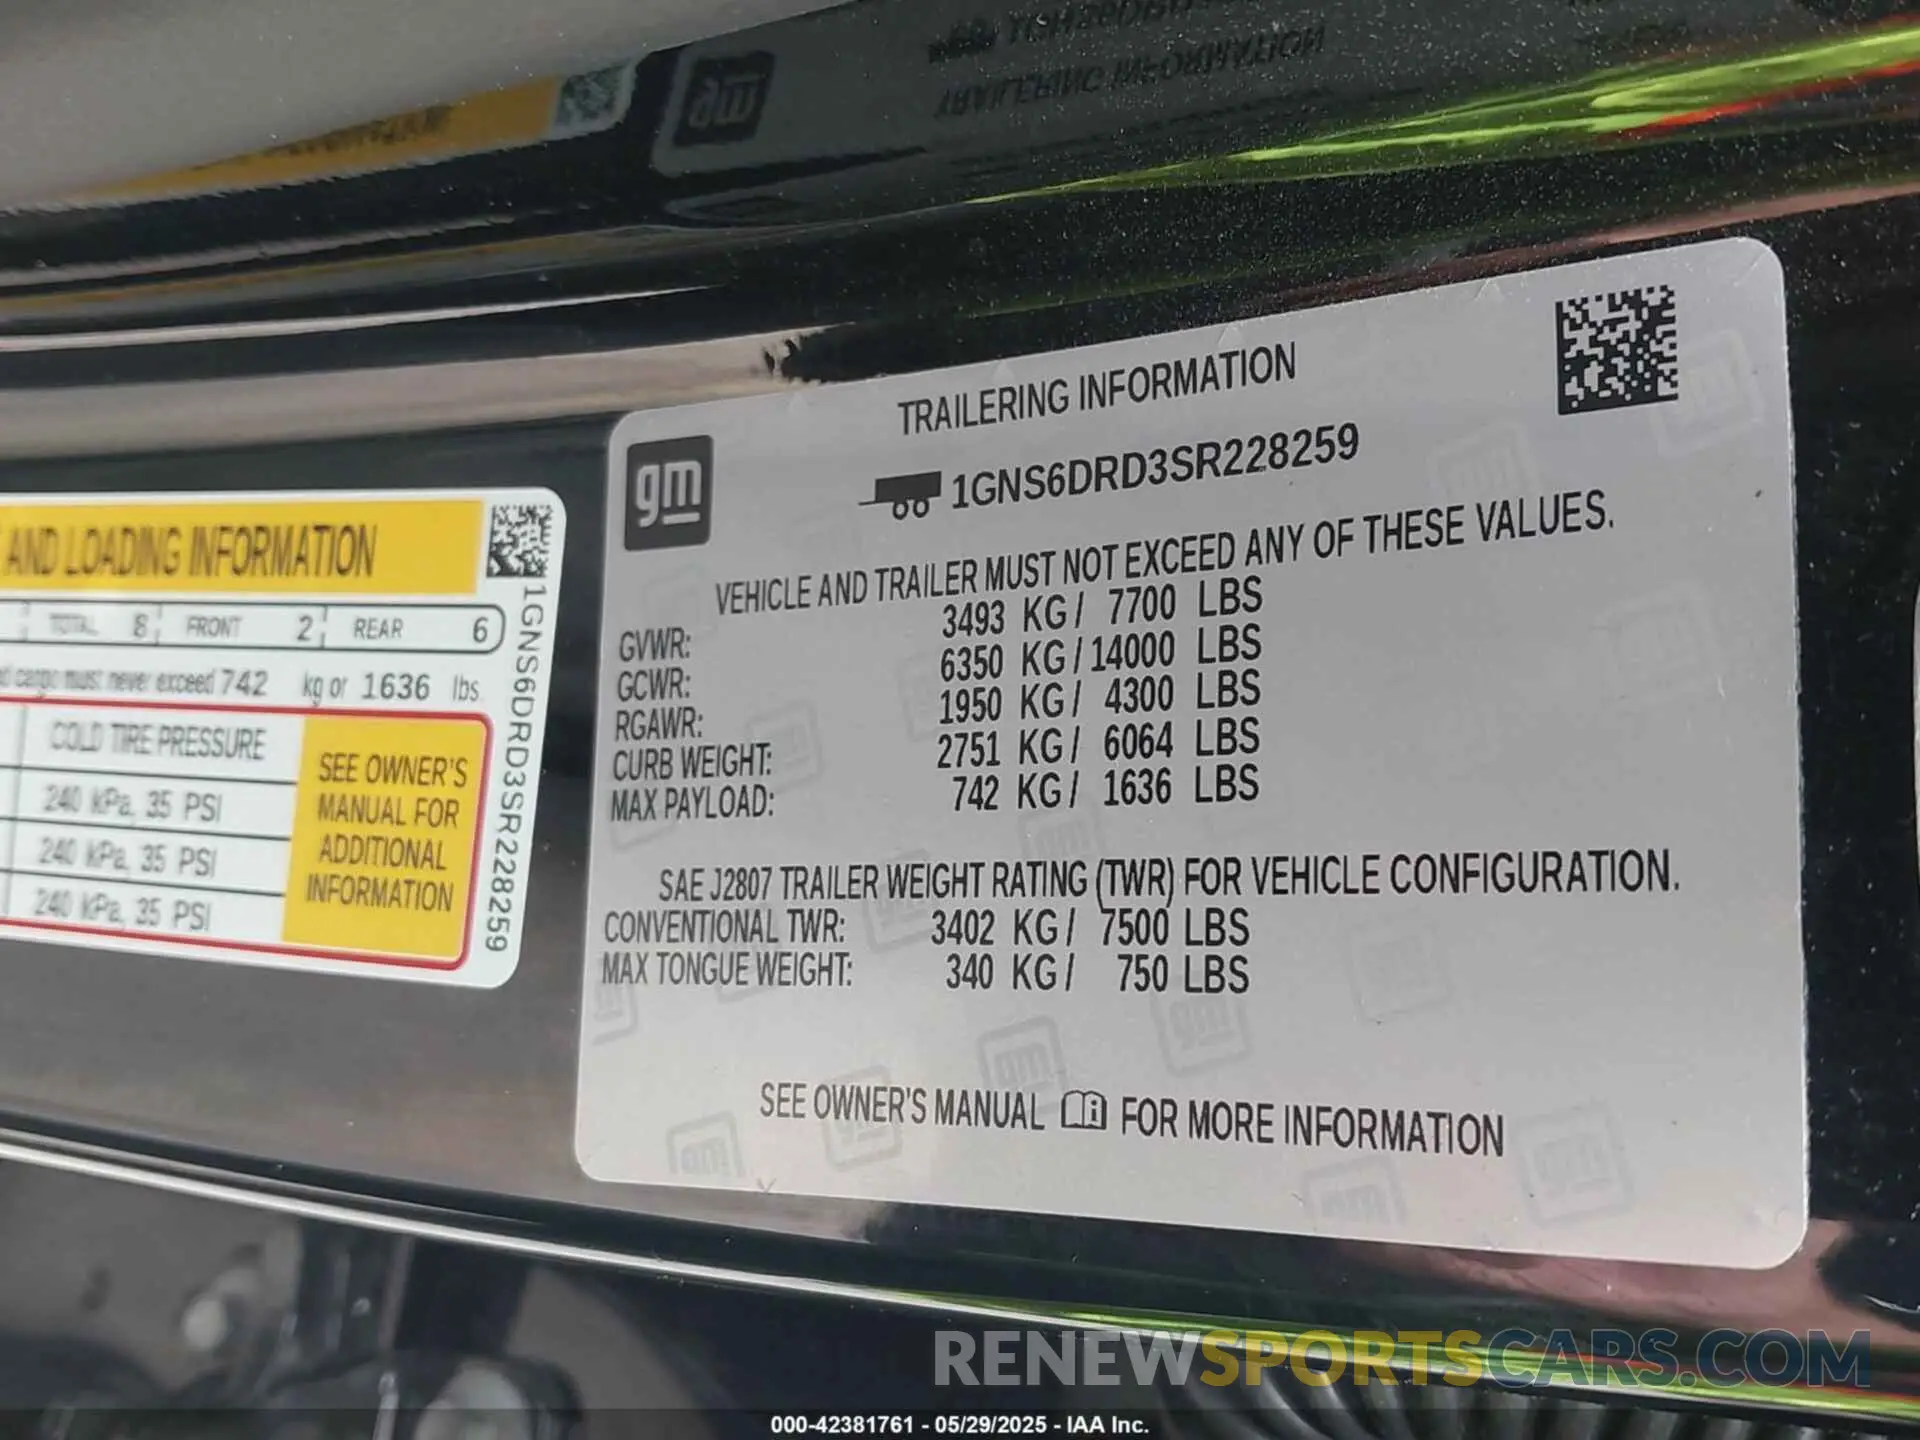 AND LOADING INFORMATION
TOTAL 8 FRONT 2 REAR 6
cargo must never exceed 742 kg or 1636 lbs.
COLD TIRE PRESSURE
240 kPa, 35 PSI
240 kPa, 35 PSI
240 kPa, 35 PSI
SEE OWNER'S
MANUAL FOR
ADDITIONAL
INFORMATION
1GNS6DRD3SR228259
gm
TRAILERING INFORMATION
1GNS6DRD3SR228259
VEHICLE AND TRAILER MUST NOT EXCEED ANY OF THESE VALUES.
GVWR: 3493 KG/ 7700 LBS
GCWR: 6350 KG/14000 LBS
RGAWR: 1950 KG/ 4300 LBS
CURB WEIGHT: 2751 KG/ 6064 LBS
MAX PAYLOAD: 742 KG/ 1636 LBS
SAE J2807 TRAILER WEIGHT RATING (TWR) FOR VEHICLE CONFIGURATION.
CONVENTIONAL TWR: 3402 KG/ 7500 LBS
MAX TONGUE WEIGHT: 340 KG/ 750 LBS
SEE OWNER'S MANUAL FOR MORE INFORMATION
RENEWSPORTSCARS.COM
000-42381761 - 05/29/2025 - IAA Inc.